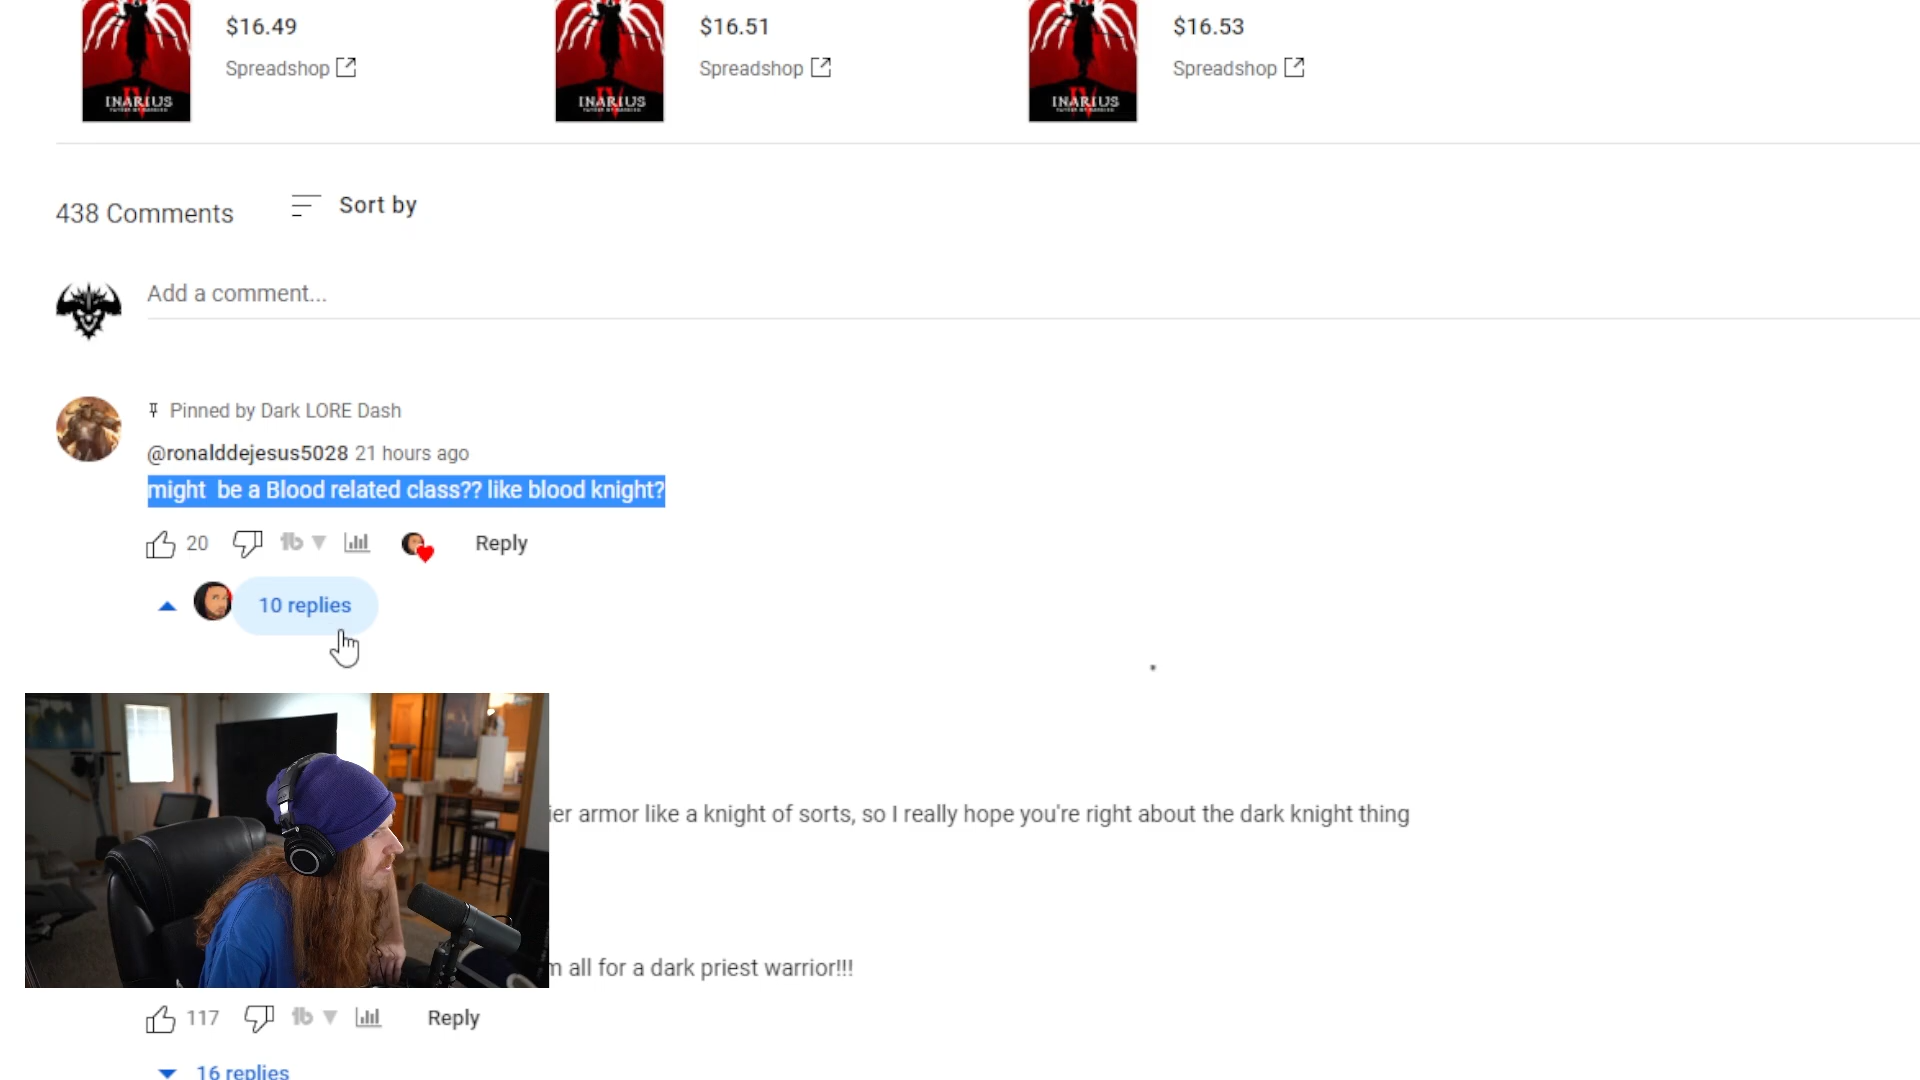 $16.49
$16.51
$16.53
Spreadshop
Spreadshop
Spreadshop
INARIUS
INARIUS
INARIUS
438 Comments
Sort by
Add a comment...
Pinned by Dark LORE Dash
@ronalddejesus5028 21 hours ago
might be a Blood related class?? like blood knight?
20
Reply
10 replies
armor like a knight of sorts, so I really hope you're right about the dark knight thing
all for a dark priest warrior!!!
117
Reply
16 replies